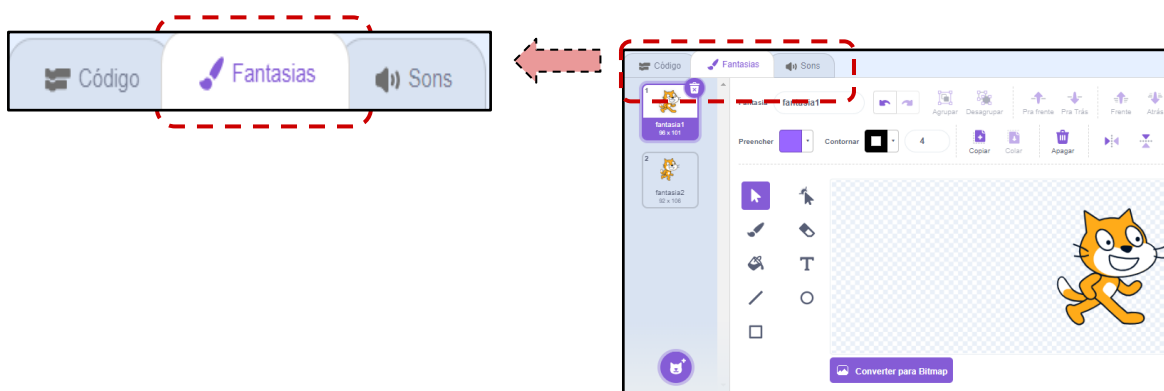 Código Fantasias Sons
Código Fantasias Sons
1
fantasia1
96 x 101
2
fantasia2
92 x 106
Fantasia fantasia1 Agrupar Desagrupar Pra frente Pra Trás Frente Atrás
Preencher Contornar 4 Copiar Colar Apagar
T
Converter para Bitmap